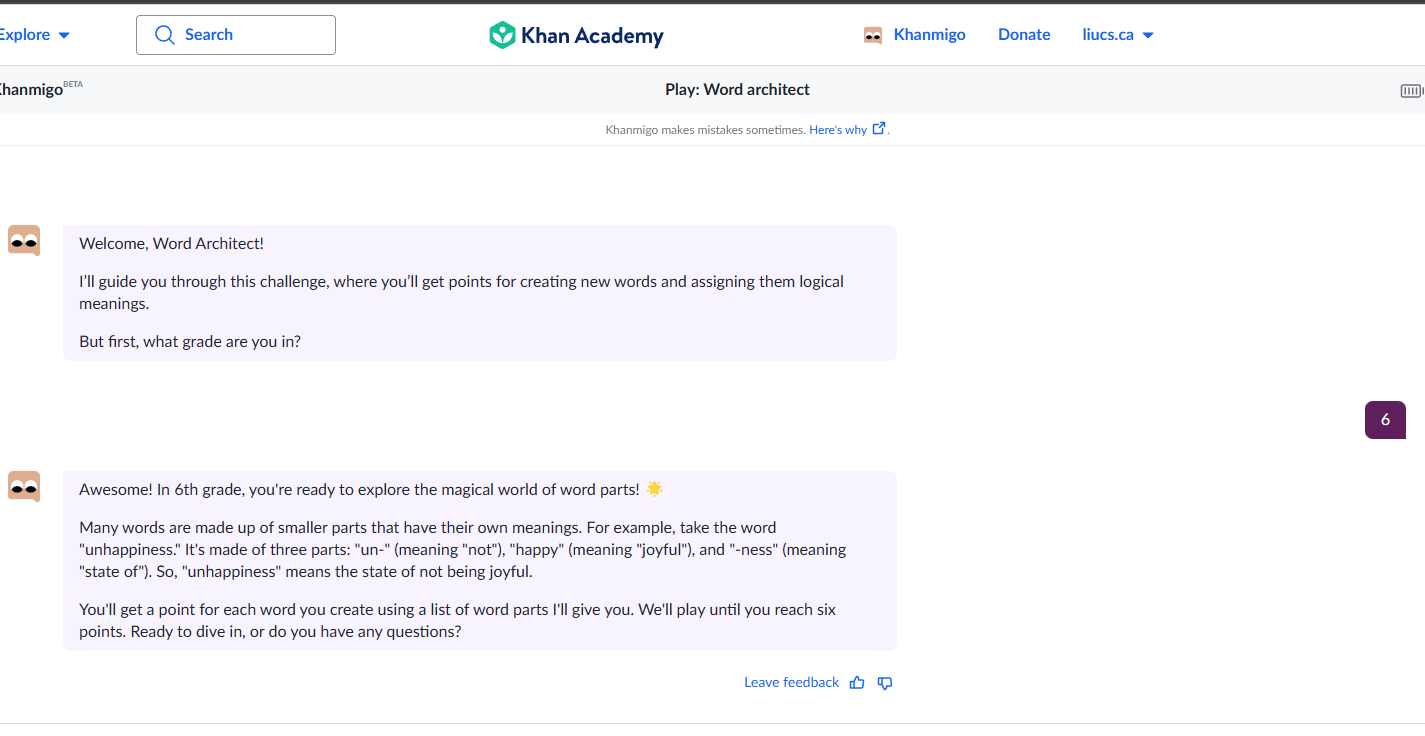 Explore
Search
Khan Academy
Khanmigo
Donate
liucs.ca
Khanmigo BETA
Play: Word architect
Khanmigo makes mistakes sometimes. Here's why.
Welcome, Word Architect!
I'll guide you through this challenge, where you'll get points for creating new words and assigning them logical
meanings.
But first, what grade are you in?
6
Awesome! In 6th grade, you're ready to explore the magical world of word parts! 🌟
Many words are made up of smaller parts that have their own meanings. For example, take the word
"unhappiness." It's made of three parts: "un-" (meaning "not"), "happy" (meaning "joyful"), and "-ness" (meaning
"state of"). So, "unhappiness" means the state of not being joyful.
You'll get a point for each word you create using a list of word parts I'll give you. We'll play until you reach six
points. Ready to dive in, or do you have any questions?
Leave feedback